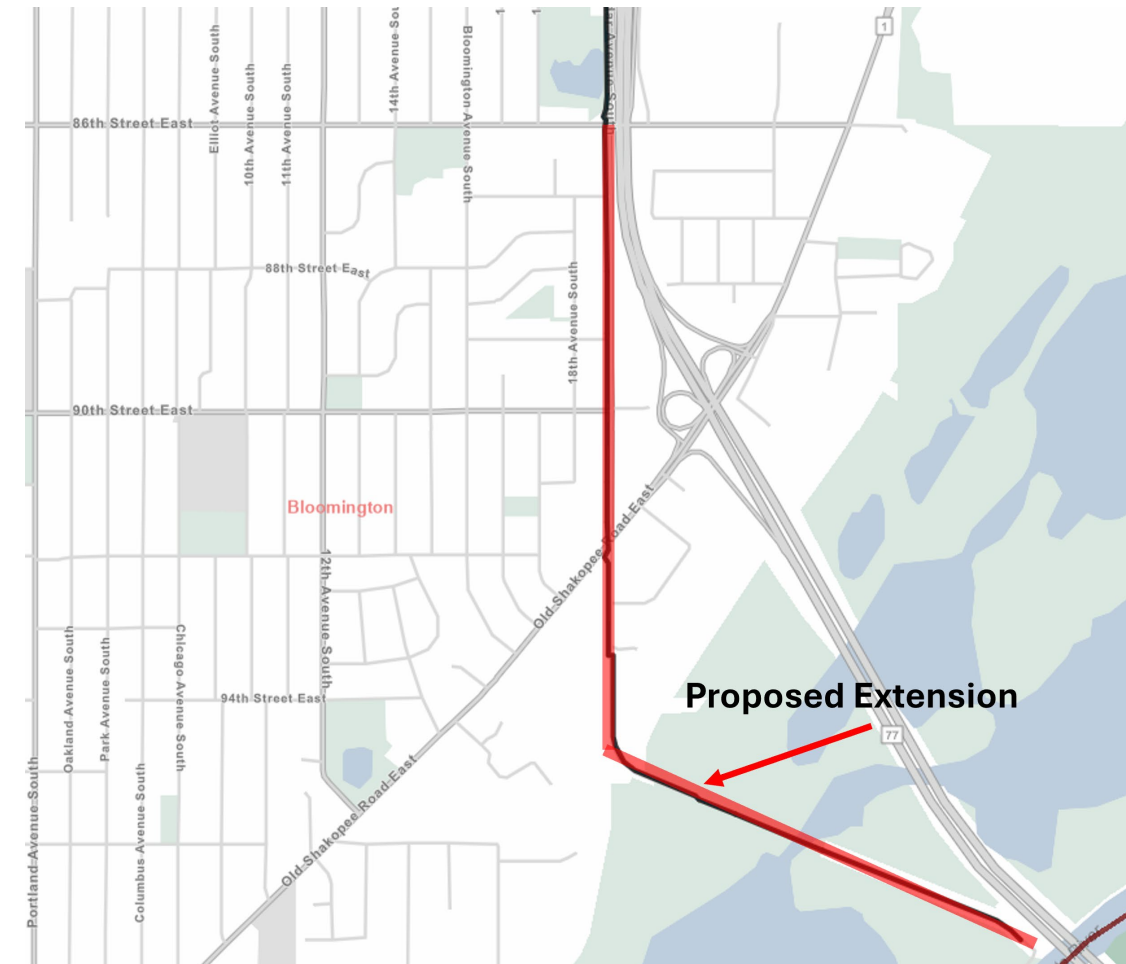 1
86th Street East
Elliot Avenue South
10th Avenue South
11th Avenue South
14th Avenue Sou
Bloomington Avenue South
88th Street East
18th Avenue South
90th Street East
Bloomington
Old Shakopee Road East
12th Avenue South
Oakland Avenue South
Park Avenue South
Chicago Avenue South
94th Street East
Proposed Extension
77
Portland Avenue South
Columbus Avenue South
Old Shakopee Road East